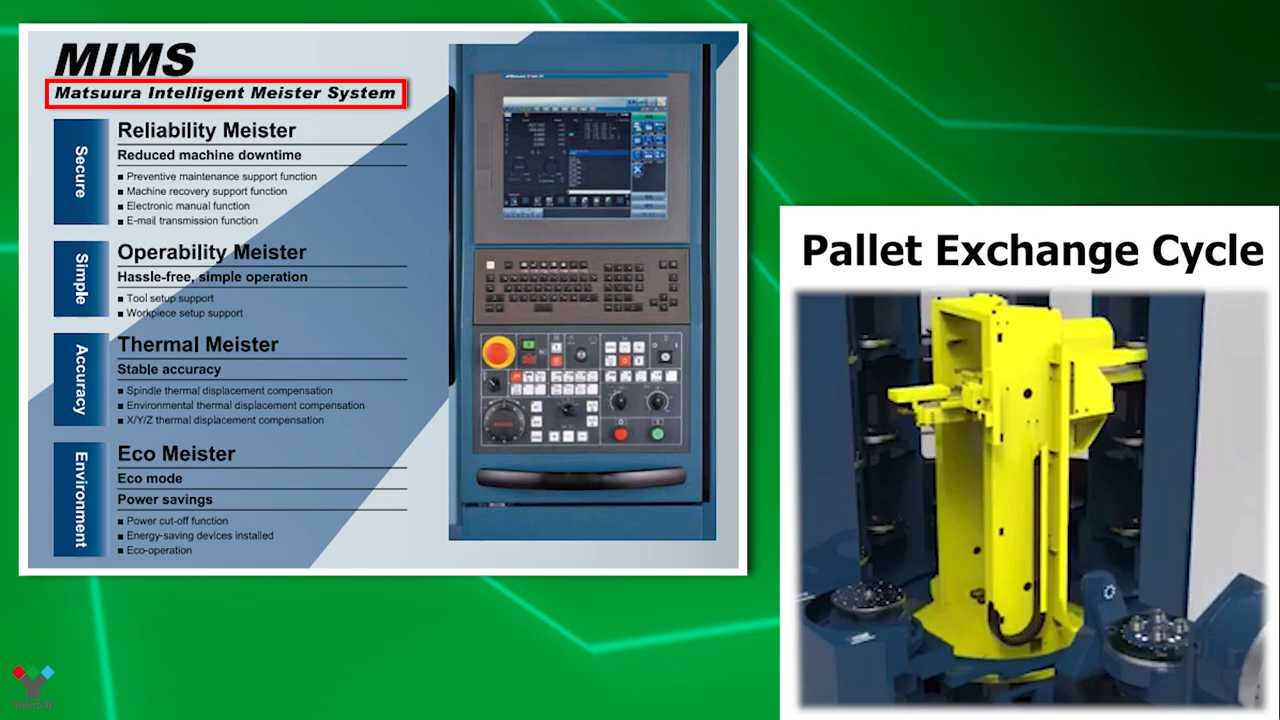 MIMS
Matsuura Intelligent Meister System
Secure
Reliability Meister
Reduced machine downtime
■ Preventive maintenance support function
■ Machine recovery support function
■ Electronic manual function
■ E-mail transmission function
Simple
Operability Meister
Hassle-free, simple operation
■ Tool setup support
■ Workpiece setup support
Accuracy
Thermal Meister
Stable accuracy
■ Spindle thermal displacement compensation
■ Environmental thermal displacement compensation
■ X/Y/Z thermal displacement compensation
Environment
Eco Meister
Eco mode
Power savings
■ Power cut-off function
■ Energy-saving devices installed
■ Eco-operation
Pallet Exchange Cycle